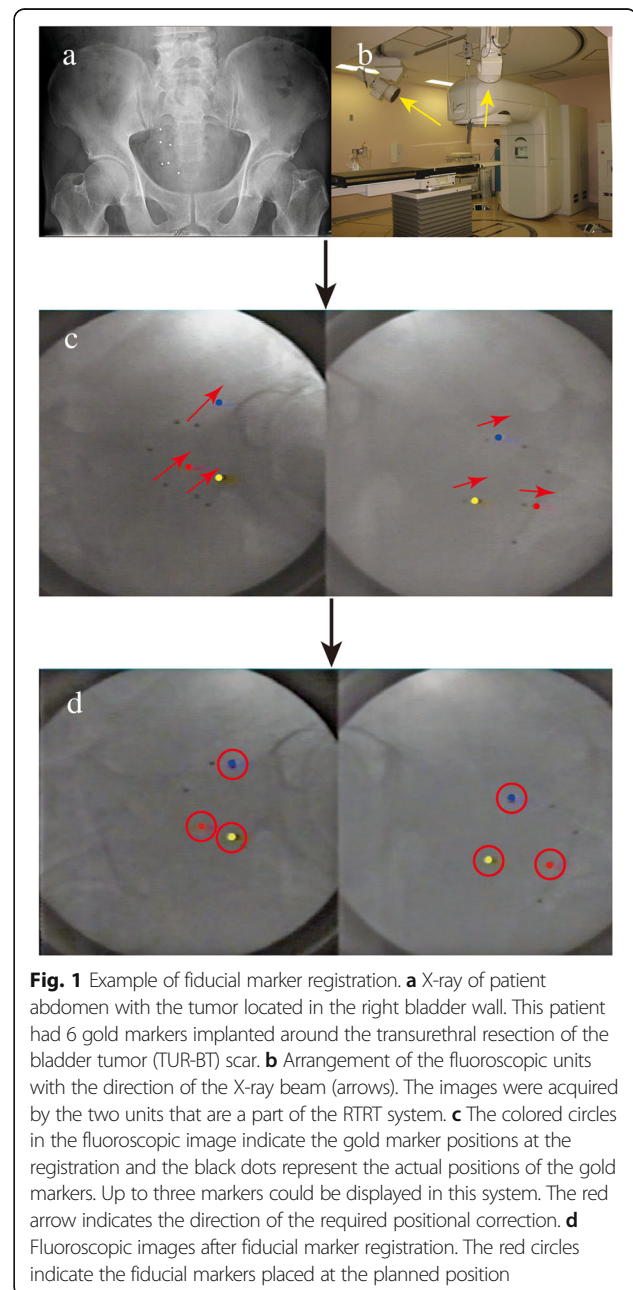 a
b
c
d
Fig. 1 Example of fiducial marker registration. a X-ray of patient
abdomen with the tumor located in the right bladder wall. This patient
had 6 gold markers implanted around the transurethral resection of the
bladder tumor (TUR-BT) scar. b Arrangement of the fluoroscopic units
with the direction of the X-ray beam (arrows). The images were acquired
by the two units that are a part of the RTRT system. c The colored circles
in the fluoroscopic image indicate the gold marker positions at the
registration and the black dots represent the actual positions of the gold
markers. Up to three markers could be displayed in this system. The red
arrow indicates the direction of the required positional correction. d
Fluoroscopic images after fiducial marker registration. The red circles
indicate the fiducial markers placed at the planned position